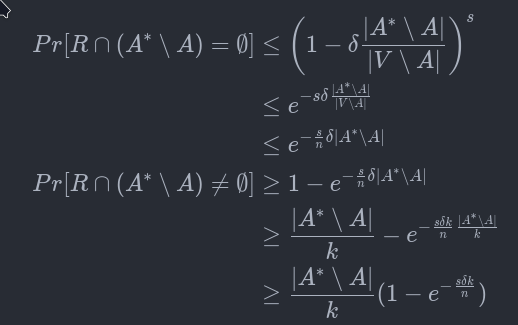 Pr[R ∩ (A* \ A) = ∅] ≤ (1 − δ |A* \ A| / |V \ A|)^s
≤ e^{−sδ |A*\A| / |V\A|}
≤ e^{−(s/n)δ|A*\A|}
Pr[R ∩ (A* \ A) ≠ ∅] ≥ 1 − e^{−(s/n)δ|A*\A|}
≥ |A* \ A| / k − e^{−(sδk/n) |A*\A| / k}
≥ |A* \ A| / k (1 − e^{−sδk/n})